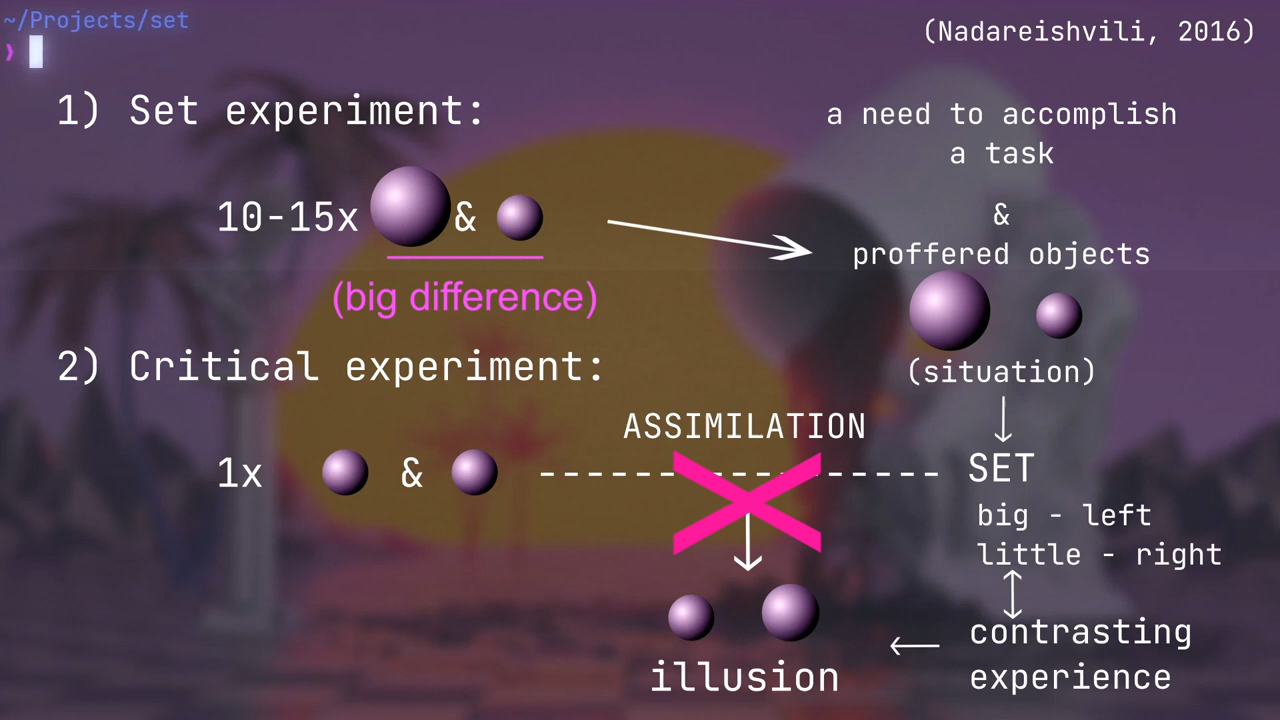 ~/Projects/set
❯
(Nadareishvili, 2016)
1) Set experiment:
10-15x &
(big difference)
a need to accomplish
a task
&
proffered objects
(situation)
2) Critical experiment:
1x &
ASSIMILATION
SET
big - left
little - right
contrasting
experience
illusion